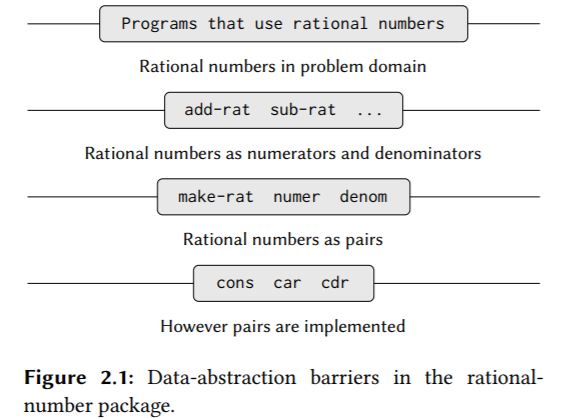 Programs that use rational numbers
Rational numbers in problem domain
add-rat sub-rat ...
Rational numbers as numerators and denominators
make-rat numer denom
Rational numbers as pairs
cons car cdr
However pairs are implemented
Figure 2.1: Data-abstraction barriers in the rational-
number package.